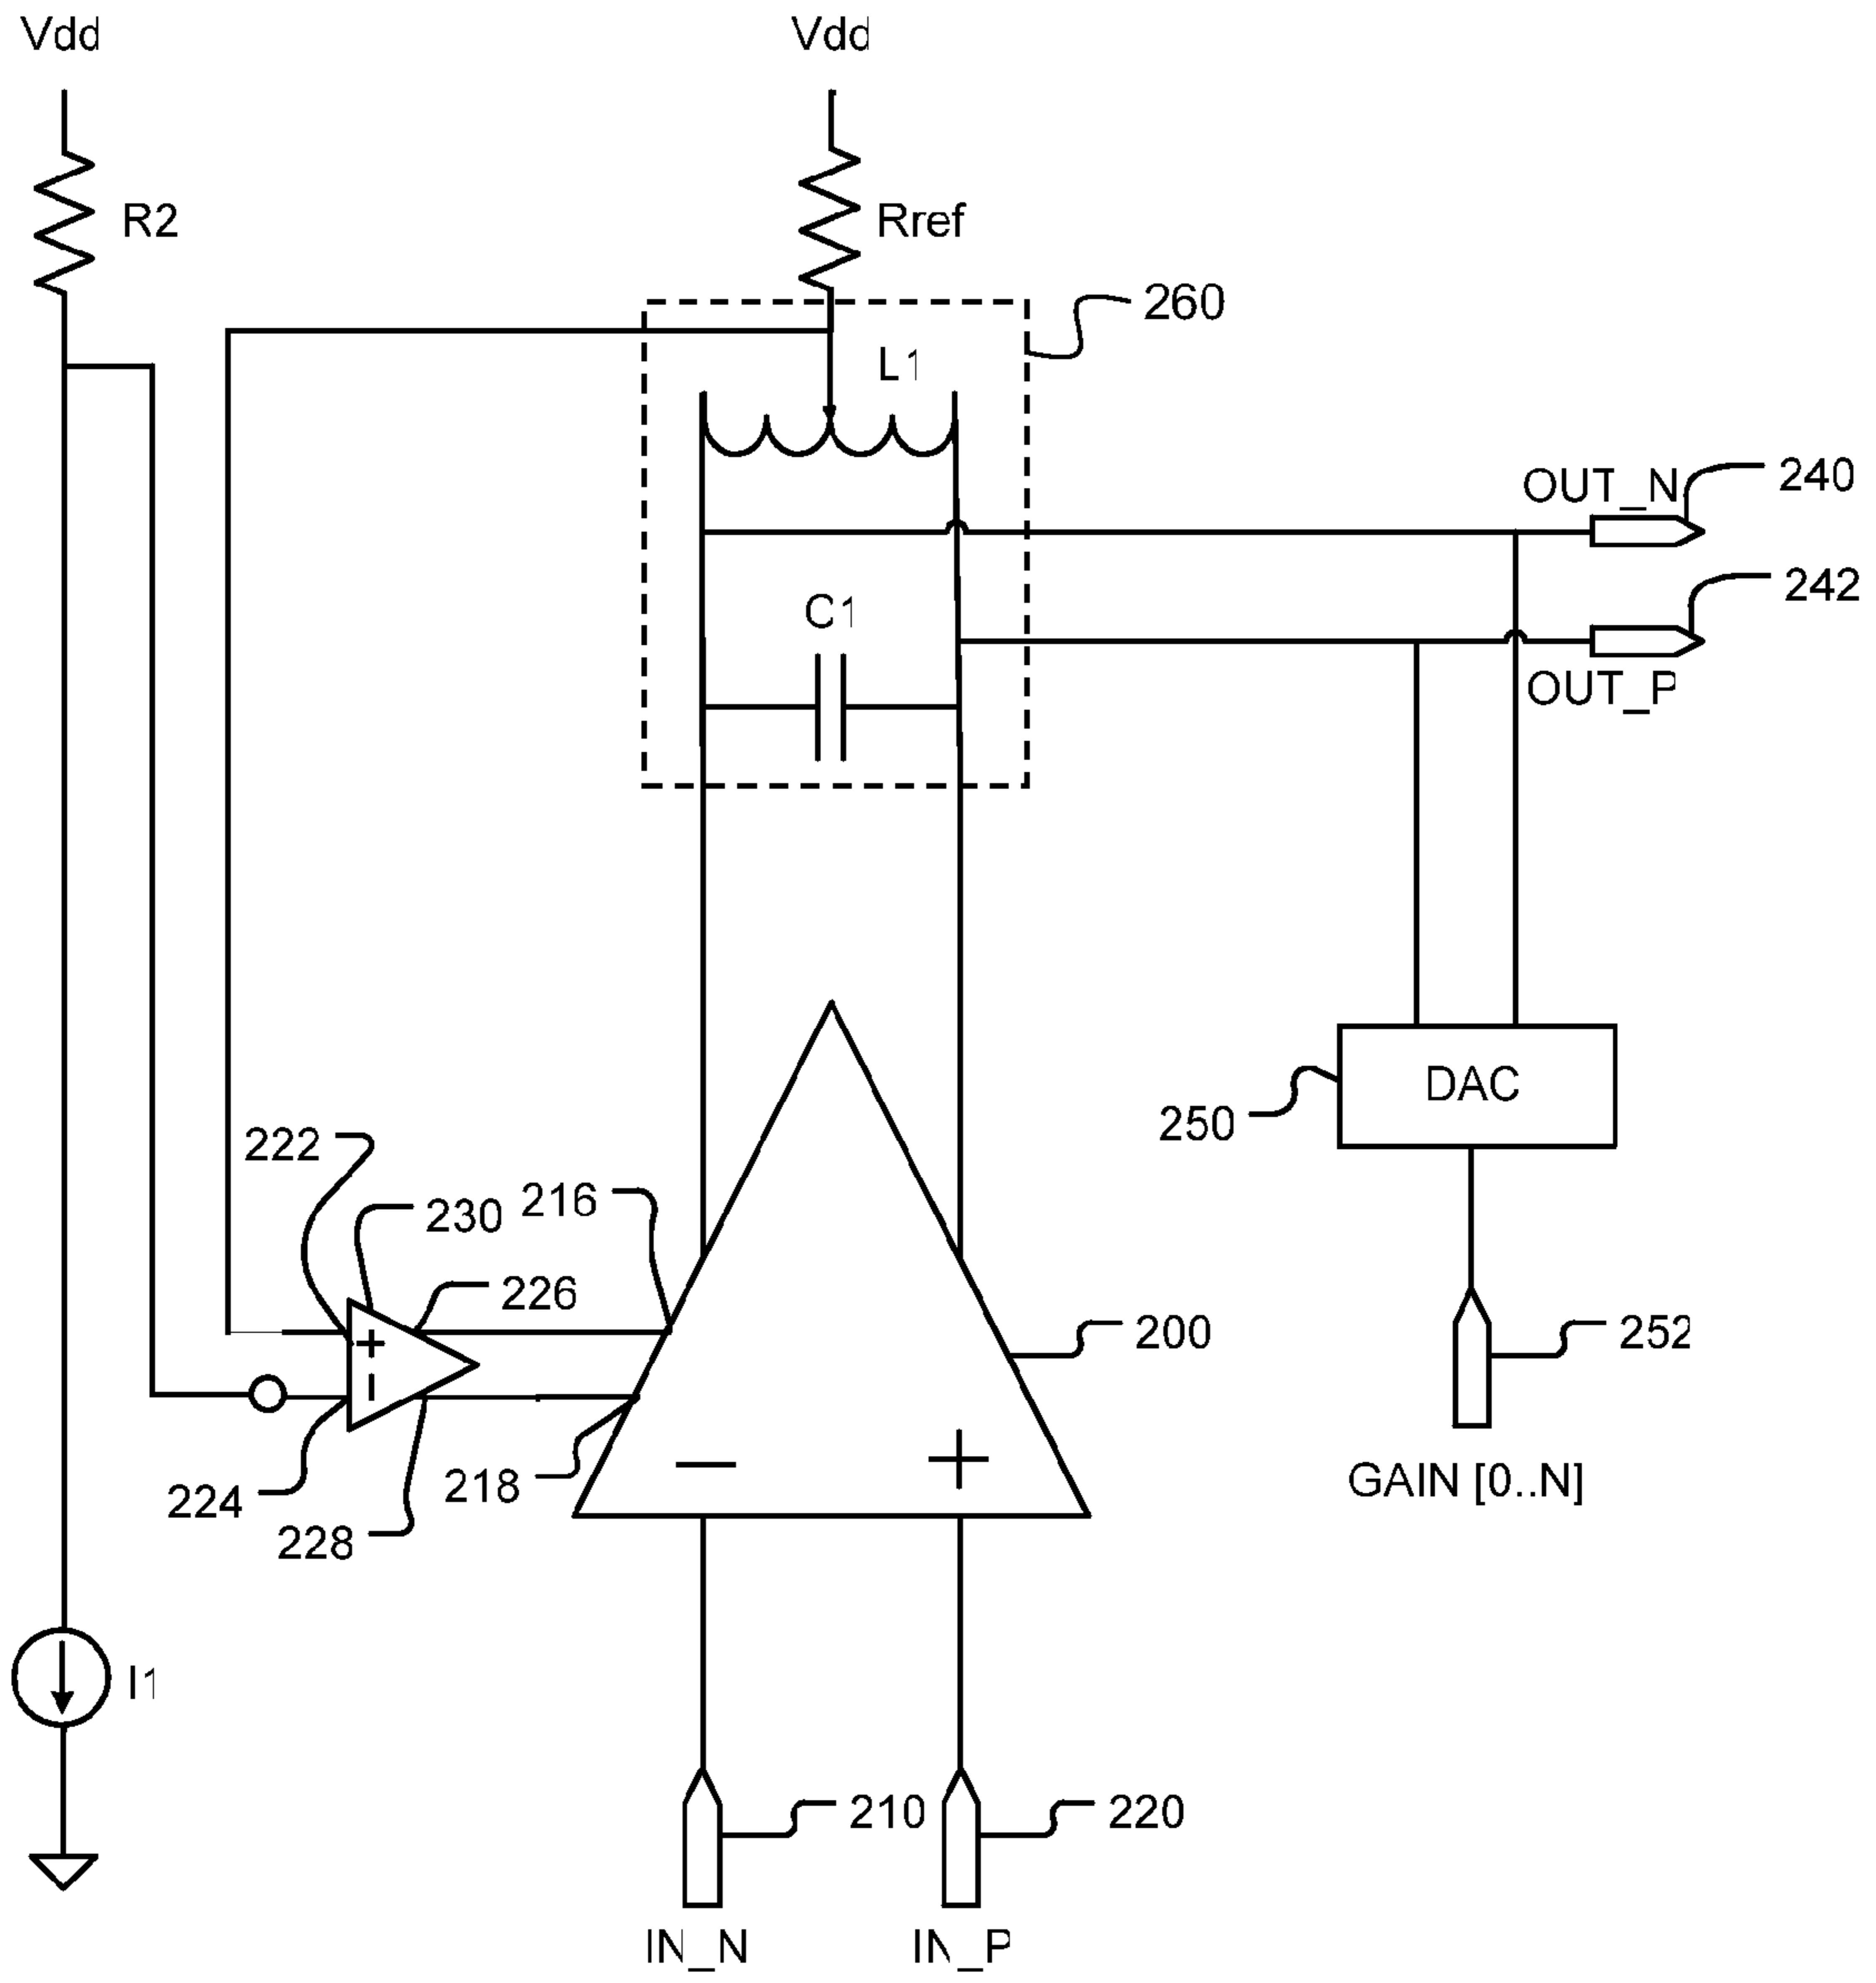 Vdd
Vdd
R2
Rref
260
L1
OUT_N
240
C1
242
OUT_P
DAC
250
222
216
230
226
200
252
218
224
228
GAIN [0..N]
I1
210
220
IN_N
IN_P